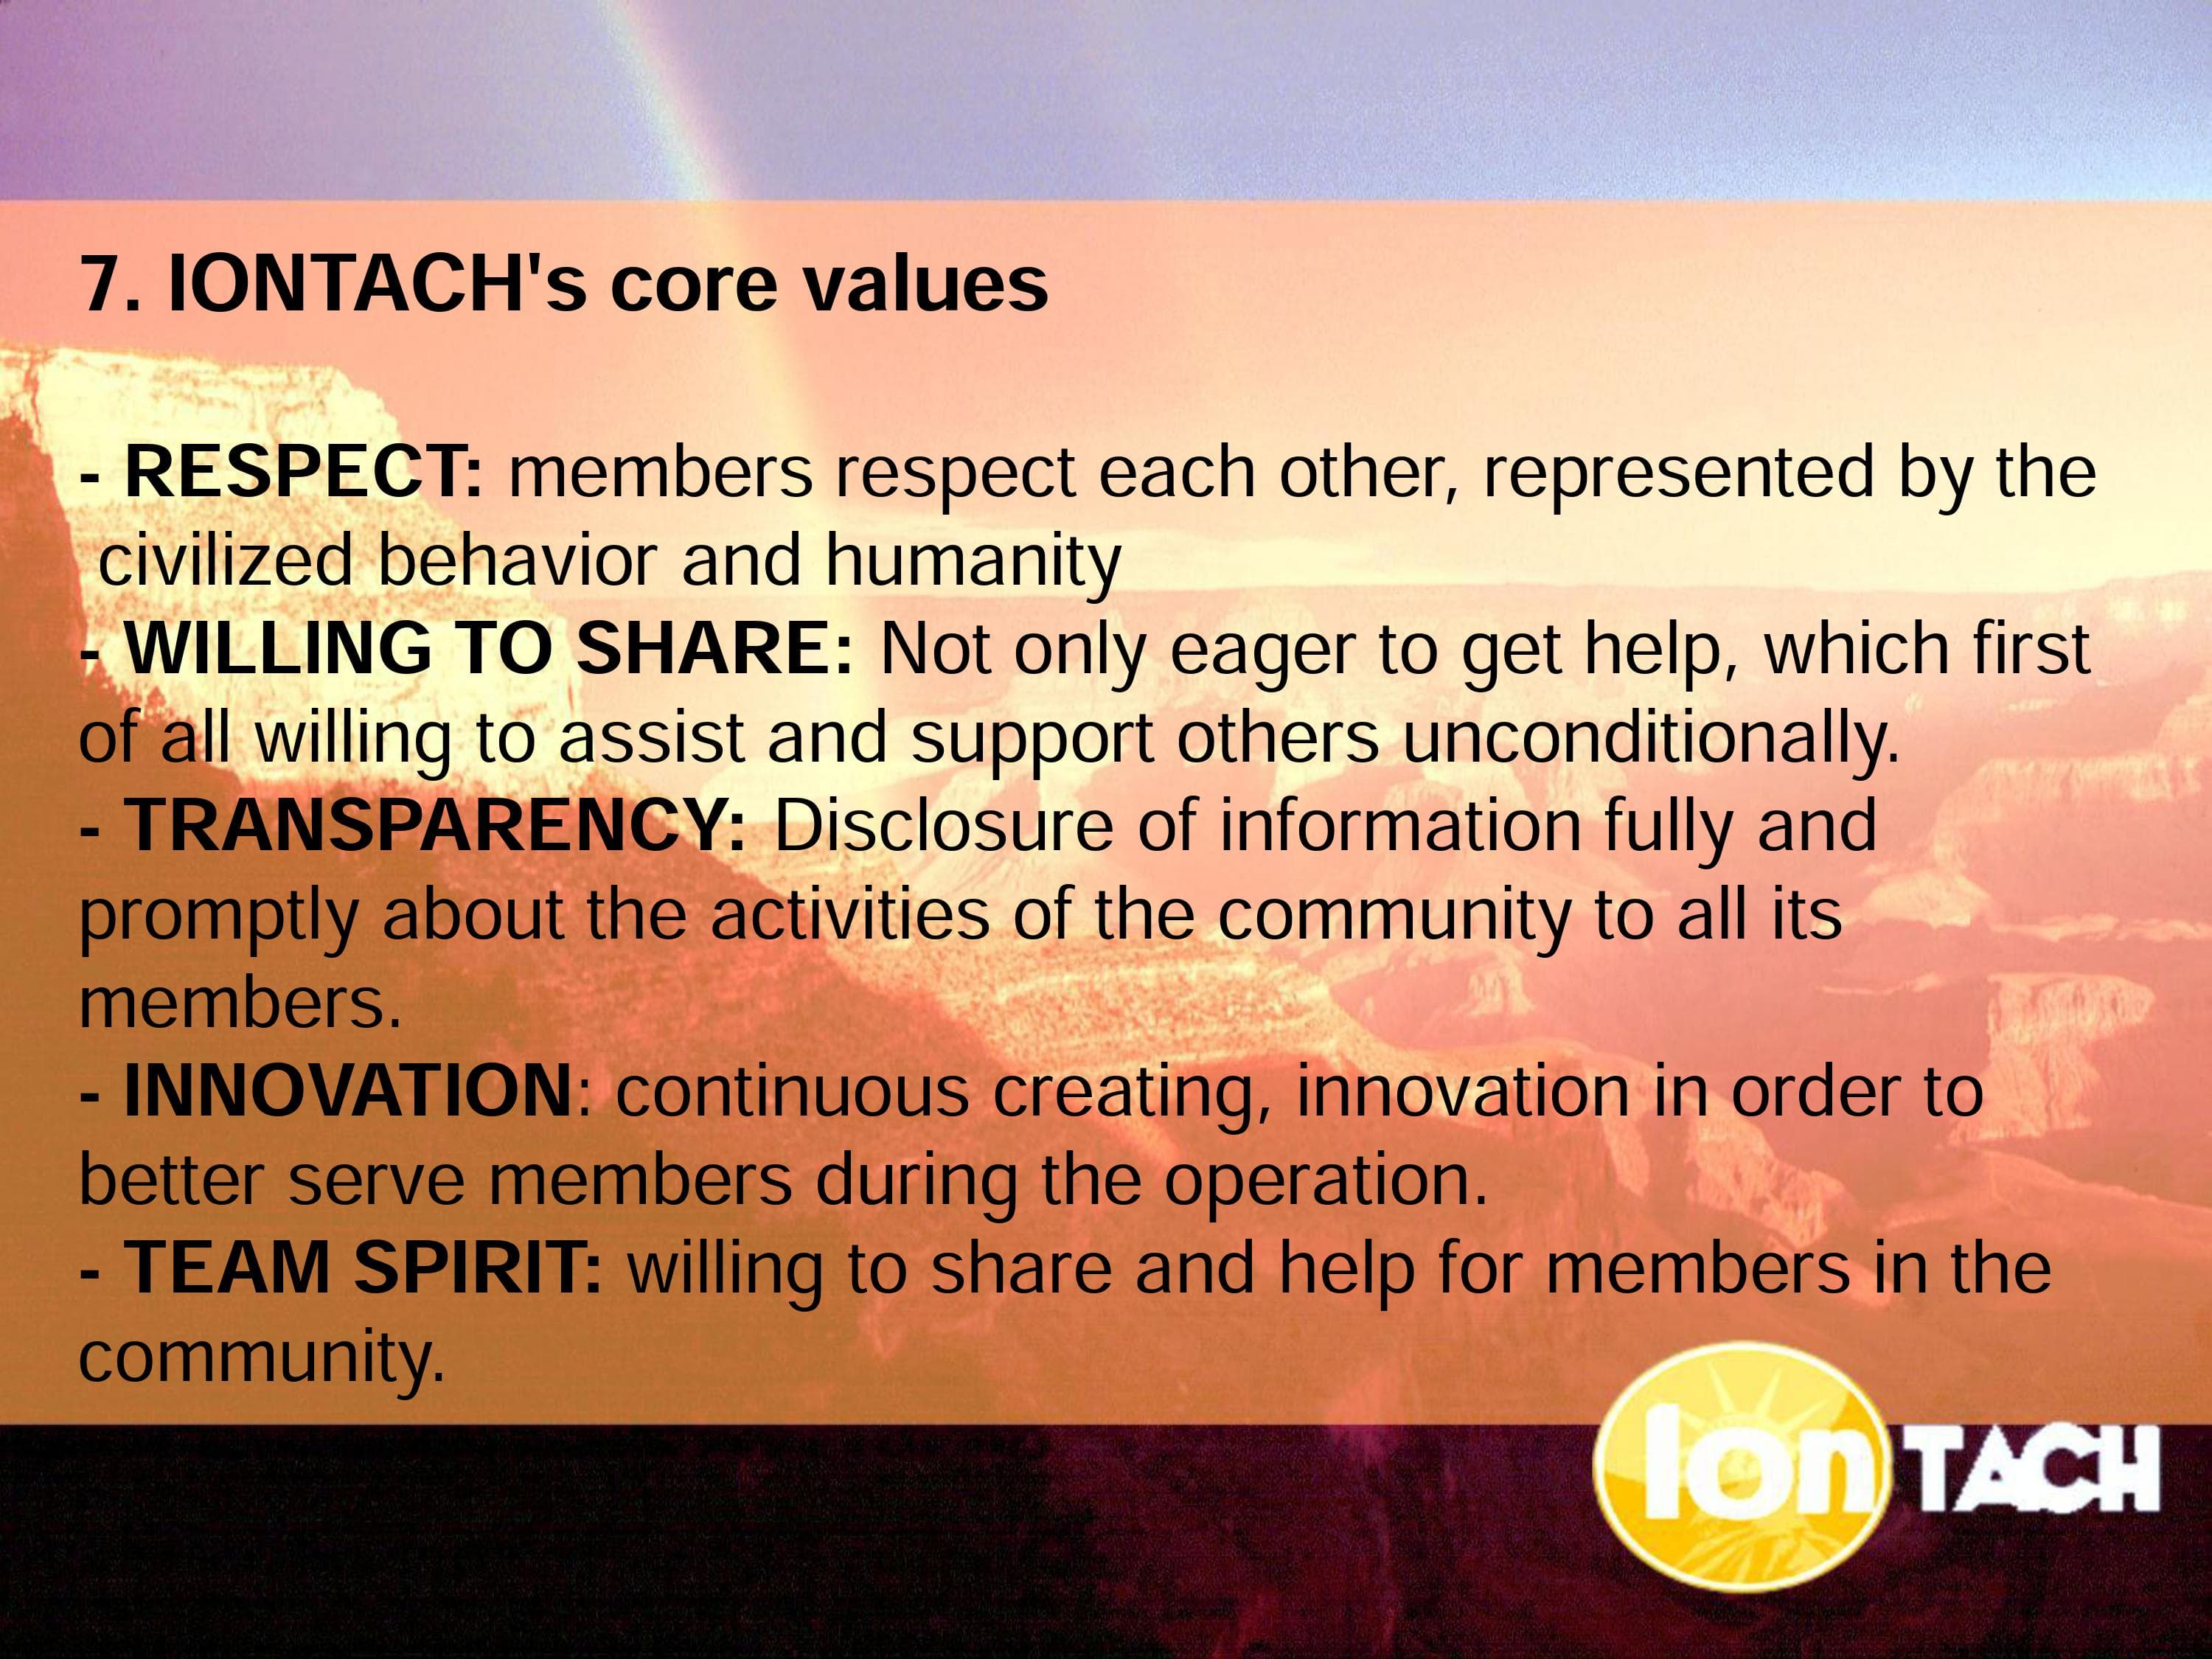 7. IONTACH's core values
- RESPECT: members respect each other, represented by the
civilized behavior and humanity
- WILLING TO SHARE: Not only eager to get help, which first
of all willing to assist and support others unconditionally.
- TRANSPARENCY: Disclosure of information fully and
promptly about the activities of the community to all its
members.
- INNOVATION: continuous creating, innovation in order to
better serve members during the operation.
- TEAM SPIRIT: willing to share and help for members in the
community.
Ion TACH